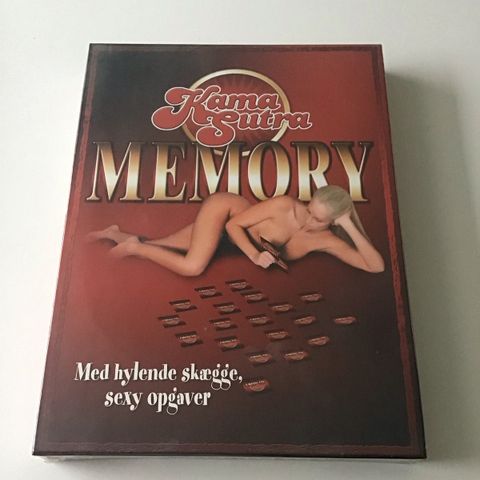 Kama
Sutra
MEMORY
Med hylende skægge,
sexy opgaver